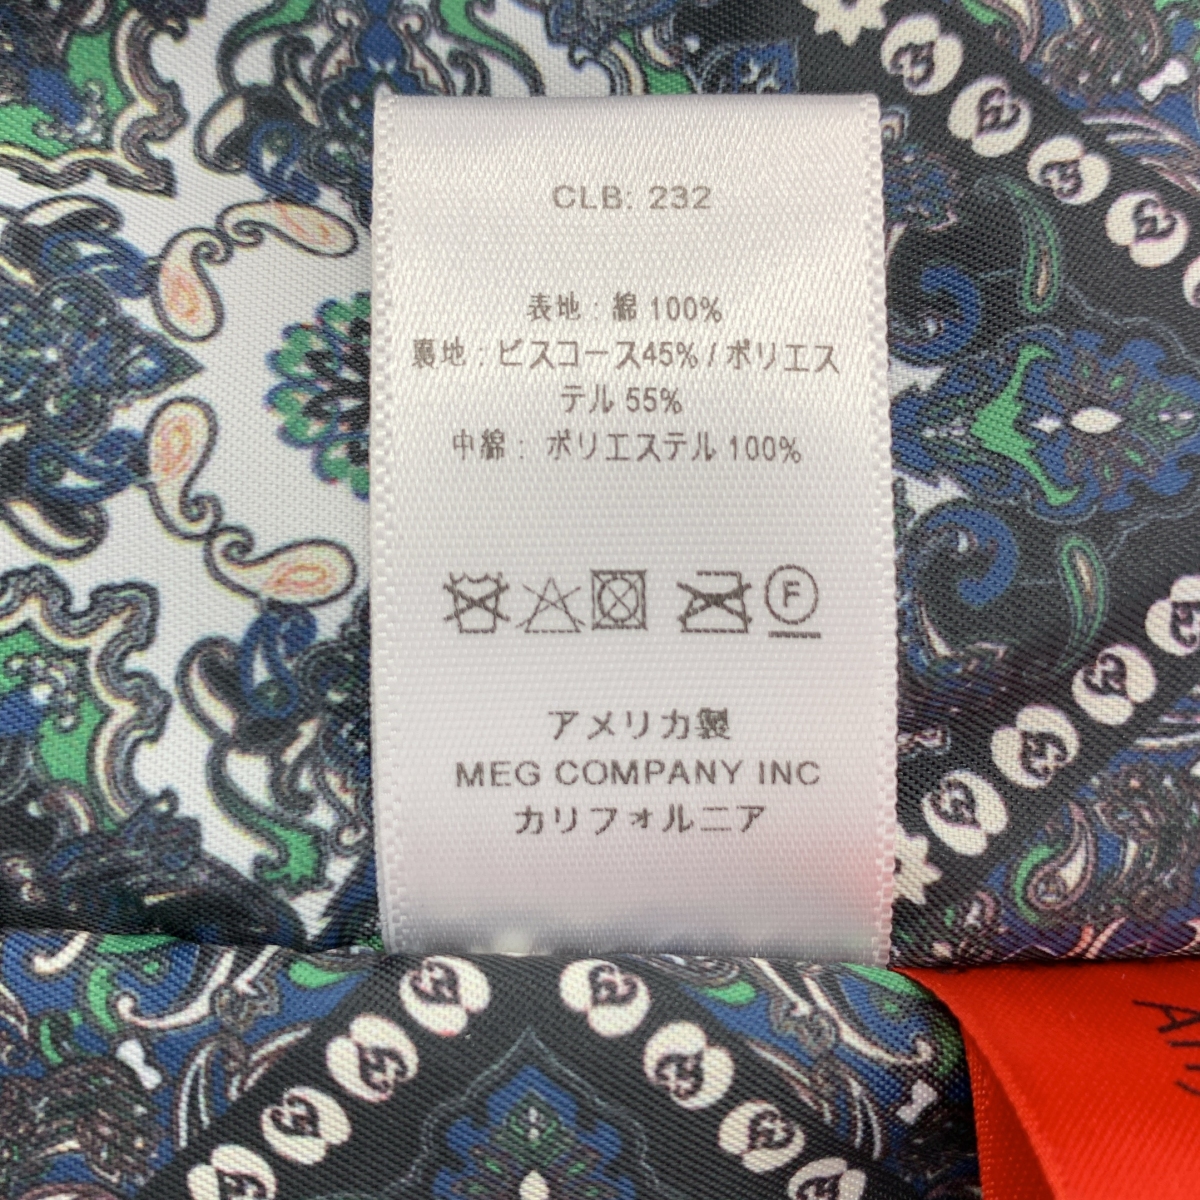 CLB: 232
表地 : 綿 100%
裏地 : ビスコース45% / ポリエス
テル 55%
中綿 : ポリエステル 100%
F
アメリカ製
MEG COMPANY INC
カリフォルニア